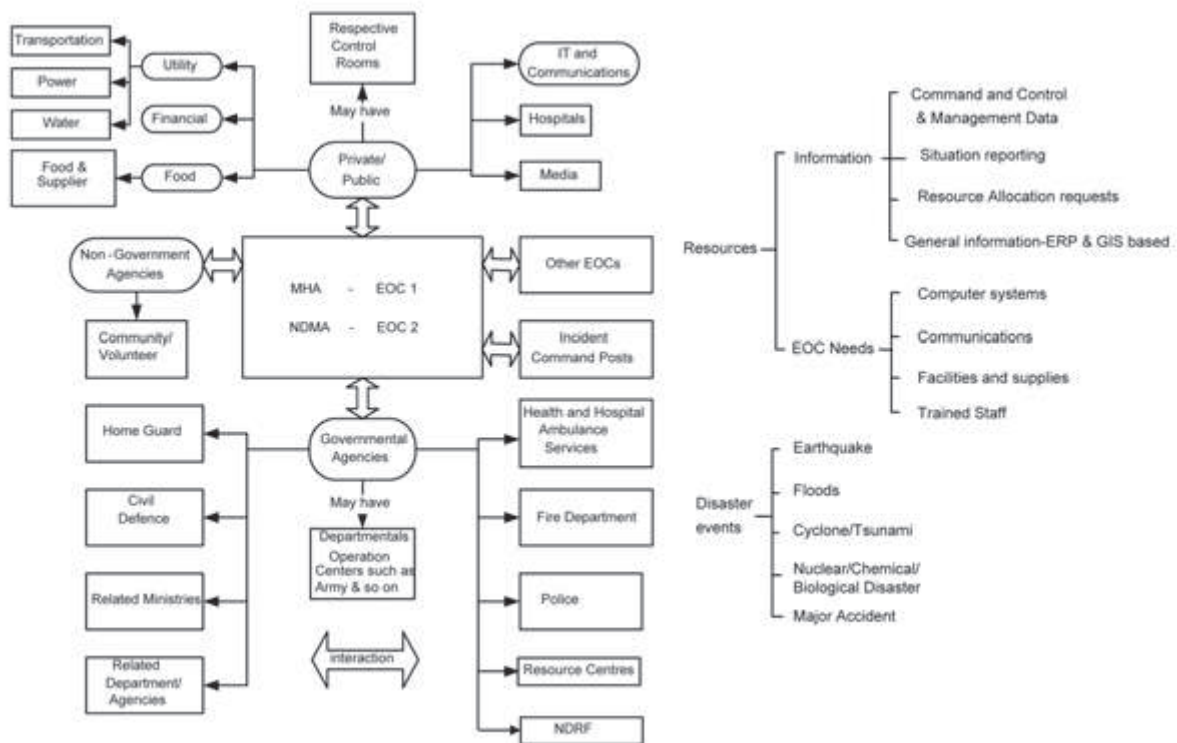 Transportation
Power
Water
Food &
Supplier
Utility
Financial
Food
Respective
Control
Rooms
May have
Private/
Public
IT and
Communications
Hospitals
Media
Non-Government
Agencies
Community/
Volunteer
MHA - EOC 1
NDMA - EOC 2
Other EOCs
Incident
Command Posts
Home Guard
Civil
Defence
Related Ministries
Related
Department/
Agencies
Governmental
Agencies
May have
Departmentals
Operation
Centers such as
Army & so on
interaction
Health and Hospital
Ambulance
Services
Fire Department
Police
Resource Centres
NDRF
Resources
Information
Command and Control
& Management Data
Situation reporting
Resource Allocation requests
General information-ERP & GIS based
EOC Needs
Computer systems
Communications
Facilities and supplies
Trained Staff
Disaster
events
Earthquake
Floods
Cyclone/Tsunami
Nuclear/Chemical/
Biological Disaster
Major Accident